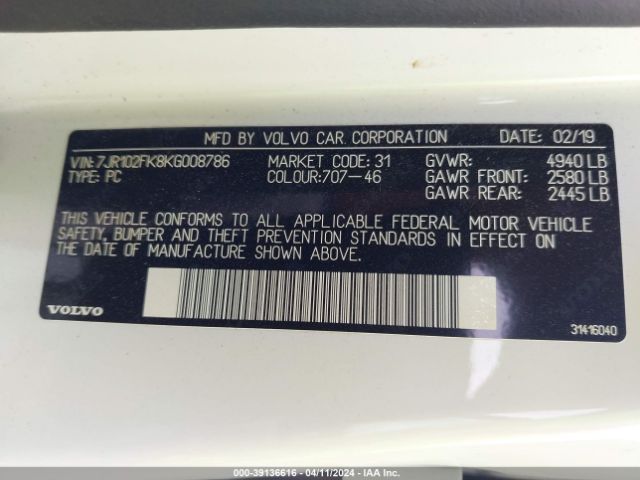 MFD BY VOLVO CAR CORPORATION DATE: 02/19
VIN: 7JR102FK8KG008786 MARKET CODE: 31 GVWR: 4940 LB
TYPE: PC COLOUR: 707-46 GAWR FRONT: 2580 LB
GAWR REAR: 2445 LB
THIS VEHICLE CONFORMS TO ALL APPLICABLE FEDERAL MOTOR VEHICLE
SAFETY, BUMPER AND THEFT PREVENTION STANDARDS IN EFFECT ON
THE DATE OF MANUFACTURE SHOWN ABOVE.
VOLVO 31416040
000-39136616 - 04/11/2024 - IAA Inc.